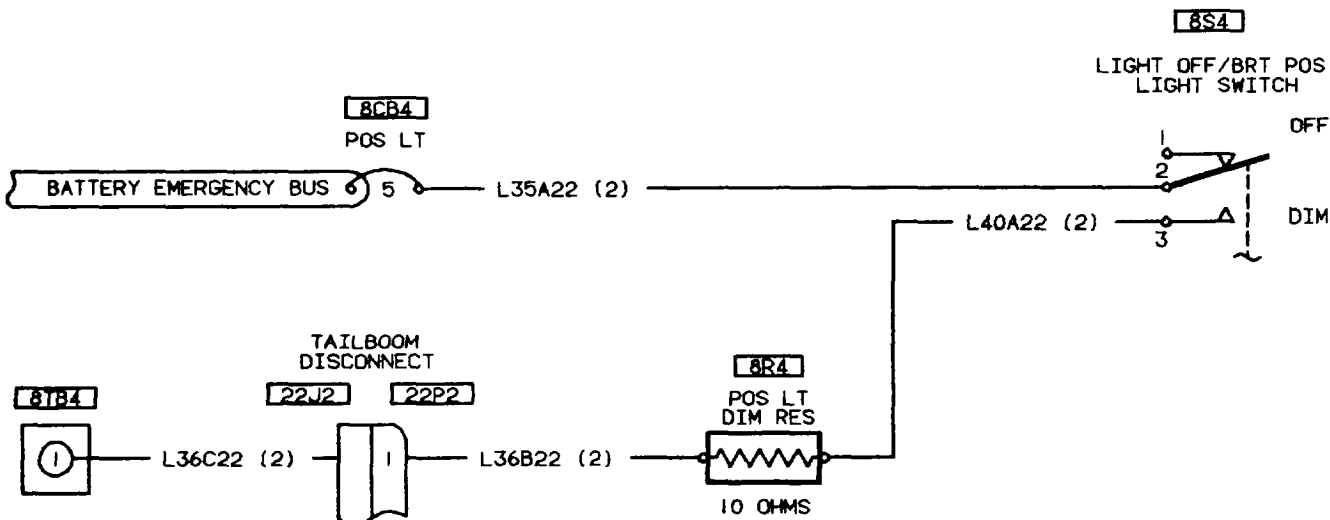 8S4
LIGHT OFF/BRT POS
LIGHT SWITCH
8CB4
POS LT
OFF
1
2
BATTERY EMERGENCY BUS 5 L35A22 (2)
L40A22 (2)
DIM
3
TAILBOOM
DISCONNECT
8TB4
22J2 22P2
8R4
POS LT
DIM RES
1 L36C22 (2) 1 L36B22 (2)
10 OHMS